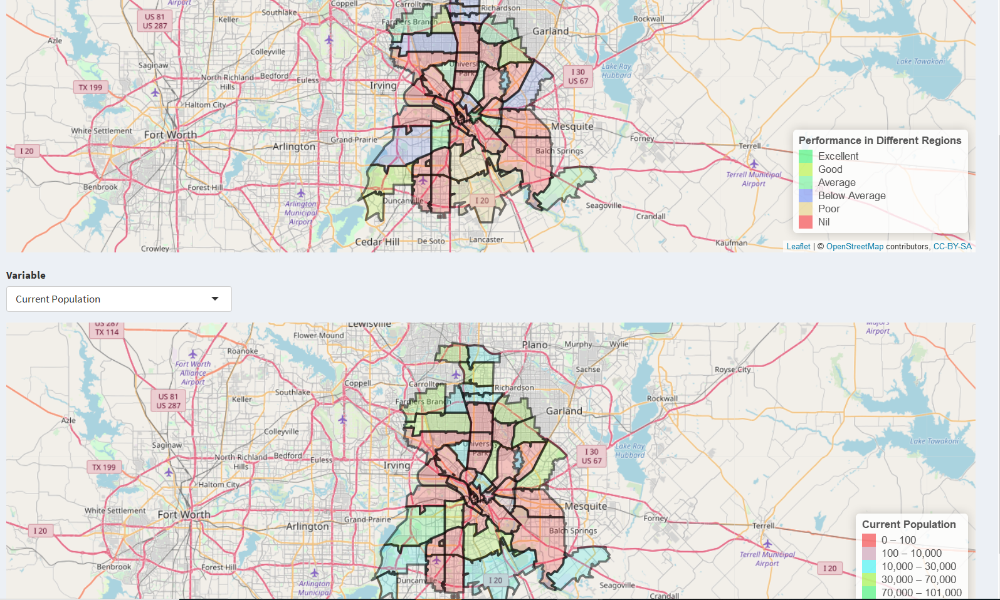 Airport
Coppell
Carrollton
Richardson
Southlake
US 81
US 287
Keller
Farmers Branch
Rockwall
Garland
Azle
Colleyville
Saginaw
Lake Ray
Hubbard
Lake Tawakoni
University
Park
I 30
US 67
North Richland
Hills
Bedford
Euless
Irving
TX 199
Haltom City
White Settlement
Fort Worth
Grand Prairie
Mesquite
Forney
I 20
Arlington
Balch Springs
Terrell
Performance in Different Regions
Excellent
Good
Average
Below Average
Poor
Nil
Terrell Municipal
Airport
Benbrook
Forest Hill
Arlington
Municipal
Airport
Duncanville
I 20
Seagoville
Crandall
Cedar Hill
De Soto
Lancaster
Kaufman
Crowley
Leaflet | © OpenStreetMap contributors, CC-BY-SA
Variable
Current Population
US 287
TX 114
Lewisville
Airport
Flower Mound
Plano
Murphy
Wylie
Roanoke
Fort Worth
Alliance
Airport
Sachse
Royse City
Coppell
Carrollton
Richardson
Southlake
US 81
US 287
Keller
Farmers Branch
Rockwall
Garland
Azle
Colleyville
Saginaw
Lake Ray
Hubbard
Lake Tawakoni
University
Park
I 30
US 67
North Richland
Hills
Bedford
Euless
Irving
TX 199
Haltom City
White Settlement
Fort Worth
Grand Prairie
Mesquite
Forney
I 20
Arlington
Balch Springs
Terrell
Current Population
0 – 100
100 – 10,000
10,000 – 30,000
30,000 – 70,000
70,000 – 101,000
Terrell Municipal
Airport
I 20
Benbrook
Forest Hill
Arlington
Municipal
Duncanville
I 20
Seagoville
Crandall